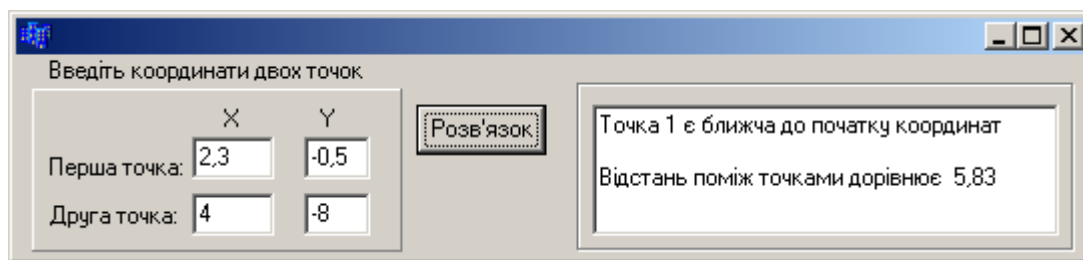 Введіть координати двох точок
X Y
Перша точка: 2,3 -0,5
Друга точка: 4 -8
Розв'язок
Точка 1 є ближча до початку координат
Відстань поміж точками дорівнює 5,83